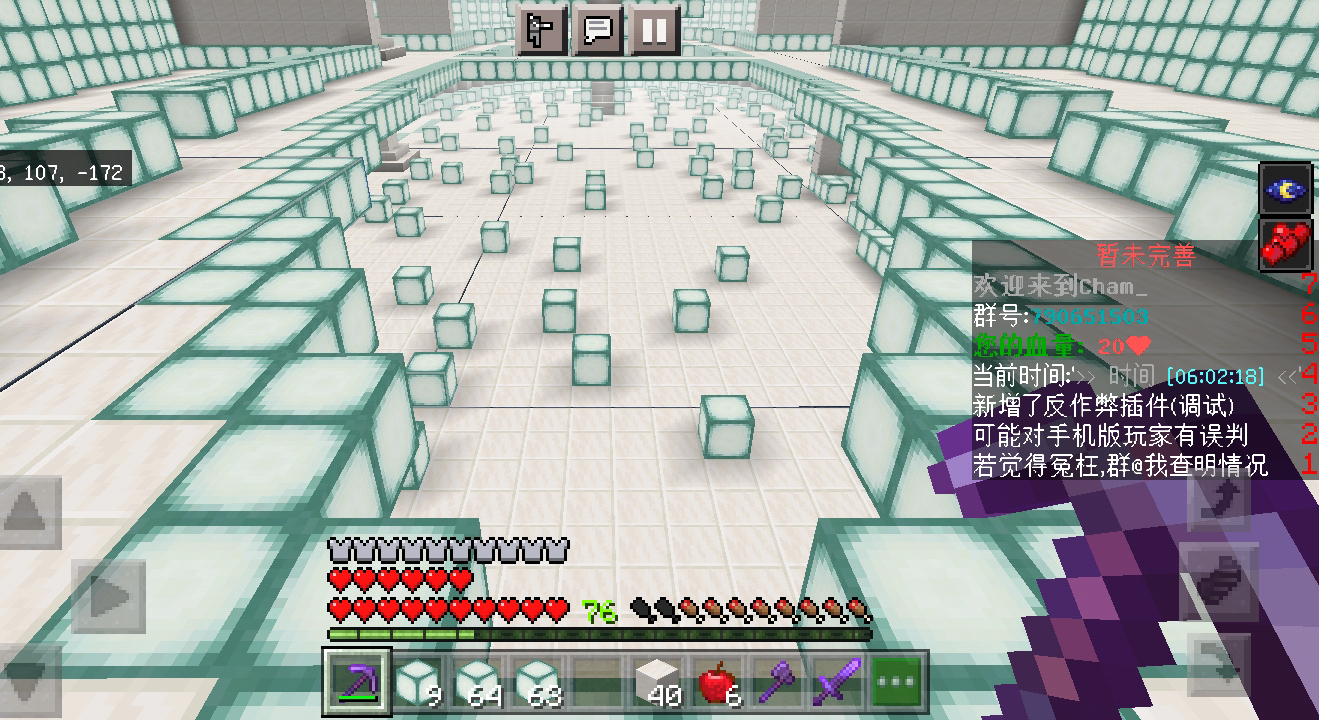 8, 107, -172
暂未完善
欢迎来到Cham_ 7
群号:790651503 6
您的血量: 20❤ 5
当前时间:'>> 时间 [06:02:18] <<' 4
新增了反作弊插件(调试) 3
可能对手机版玩家有误判 2
若觉得冤枉,群@我查明情况 1
76
9 64 63 40 6